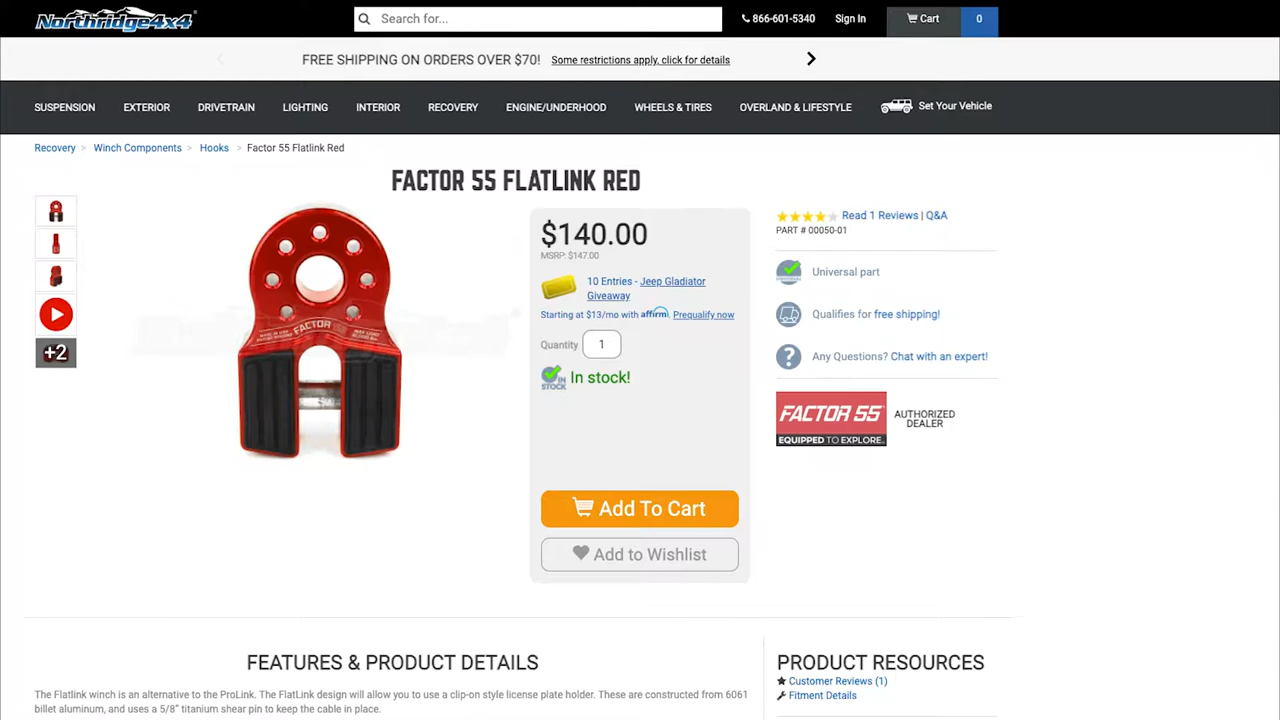 Northridge4x4
Search for...
866-601-5340
Sign In
Cart
0
FREE SHIPPING ON ORDERS OVER $70! Some restrictions apply, click for details
SUSPENSION
EXTERIOR
DRIVETRAIN
LIGHTING
INTERIOR
RECOVERY
ENGINE/UNDERHOOD
WHEELS & TIRES
OVERLAND & LIFESTYLE
Set Your Vehicle
Recovery > Winch Components > Hooks > Factor 55 Flatlink Red
FACTOR 55 FLATLINK RED
+2
FACTOR 55
$140.00
MSRP: $147.00
10 Entries - Jeep Gladiator
Giveaway
Starting at $13/mo with affirm. Prequalify now
Quantity 1
IN STOCK
In stock!
Add To Cart
Add to Wishlist
Read 1 Reviews | Q&A
PART # 00050-01
Universal part
Qualifies for free shipping!
Any Questions? Chat with an expert!
FACTOR 55
EQUIPPED TO EXPLORE.
AUTHORIZED
DEALER
FEATURES & PRODUCT DETAILS
The Flatlink winch is an alternative to the ProLink. The FlatLink design will allow you to use a clip-on style license plate holder. These are constructed from 6061
billet aluminum, and uses a 5/8" titanium shear pin to keep the cable in place.
PRODUCT RESOURCES
Customer Reviews (1)
Fitment Details